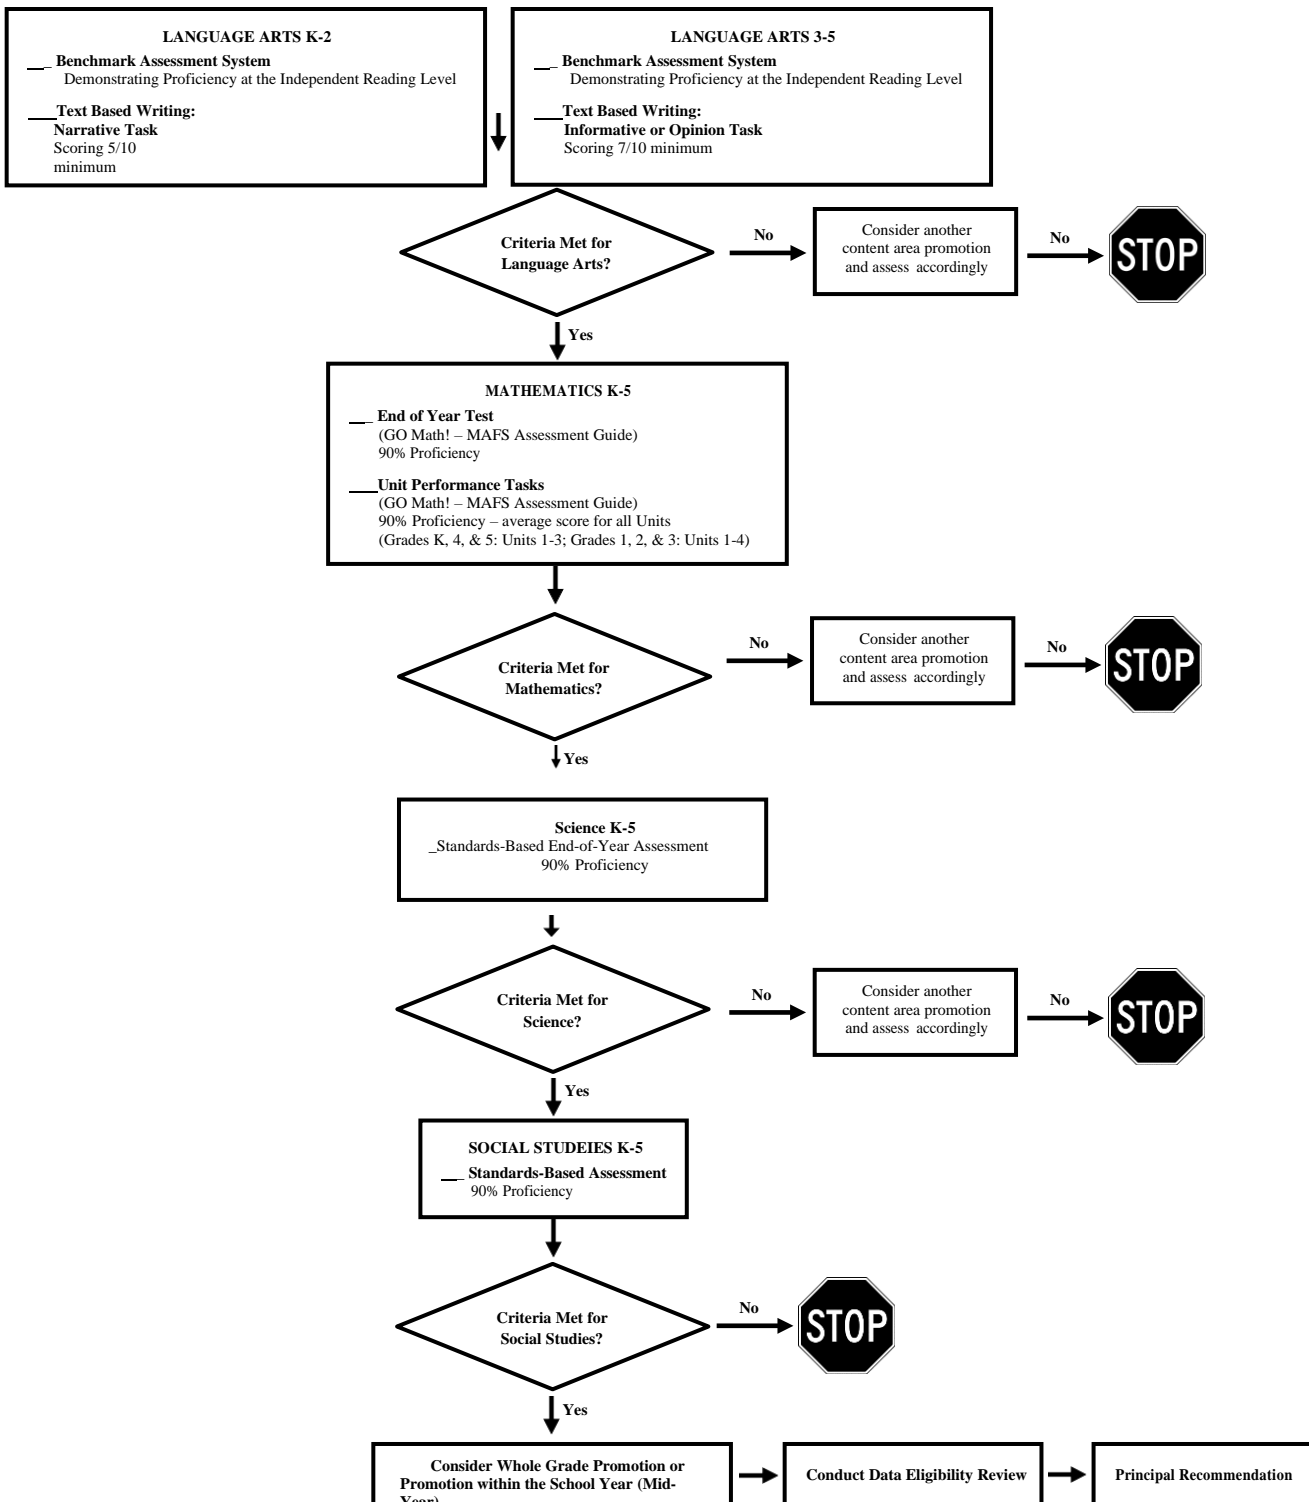 LANGUAGE ARTS K-2
___ Benchmark Assessment System
Demonstrating Proficiency at the Independent Reading Level
____Text Based Writing:
Narrative Task
Scoring 5/10
minimum
LANGUAGE ARTS 3-5
___ Benchmark Assessment System
Demonstrating Proficiency at the Independent Reading Level
____Text Based Writing:
Informative or Opinion Task
Scoring 7/10 minimum
Criteria Met for
Language Arts?
No
Consider another
content area promotion
and assess accordingly
No
STOP
Yes
MATHEMATICS K-5
___ End of Year Test
(GO Math! – MAFS Assessment Guide)
90% Proficiency
____Unit Performance Tasks
(GO Math! – MAFS Assessment Guide)
90% Proficiency – average score for all Units
(Grades K, 4, & 5: Units 1-3; Grades 1, 2, & 3: Units 1-4)
Criteria Met for
Mathematics?
No
Consider another
content area promotion
and assess accordingly
No
STOP
Yes
Science K-5
_Standards-Based End-of-Year Assessment
90% Proficiency
Criteria Met for
Science?
No
Consider another
content area promotion
and assess accordingly
No
STOP
Yes
SOCIAL STUDEIES K-5
___ Standards-Based Assessment
90% Proficiency
Criteria Met for
Social Studies?
No
STOP
Yes
Consider Whole Grade Promotion or
Promotion within the School Year (Mid-
Year)
Conduct Data Eligibility Review
Principal Recommendation